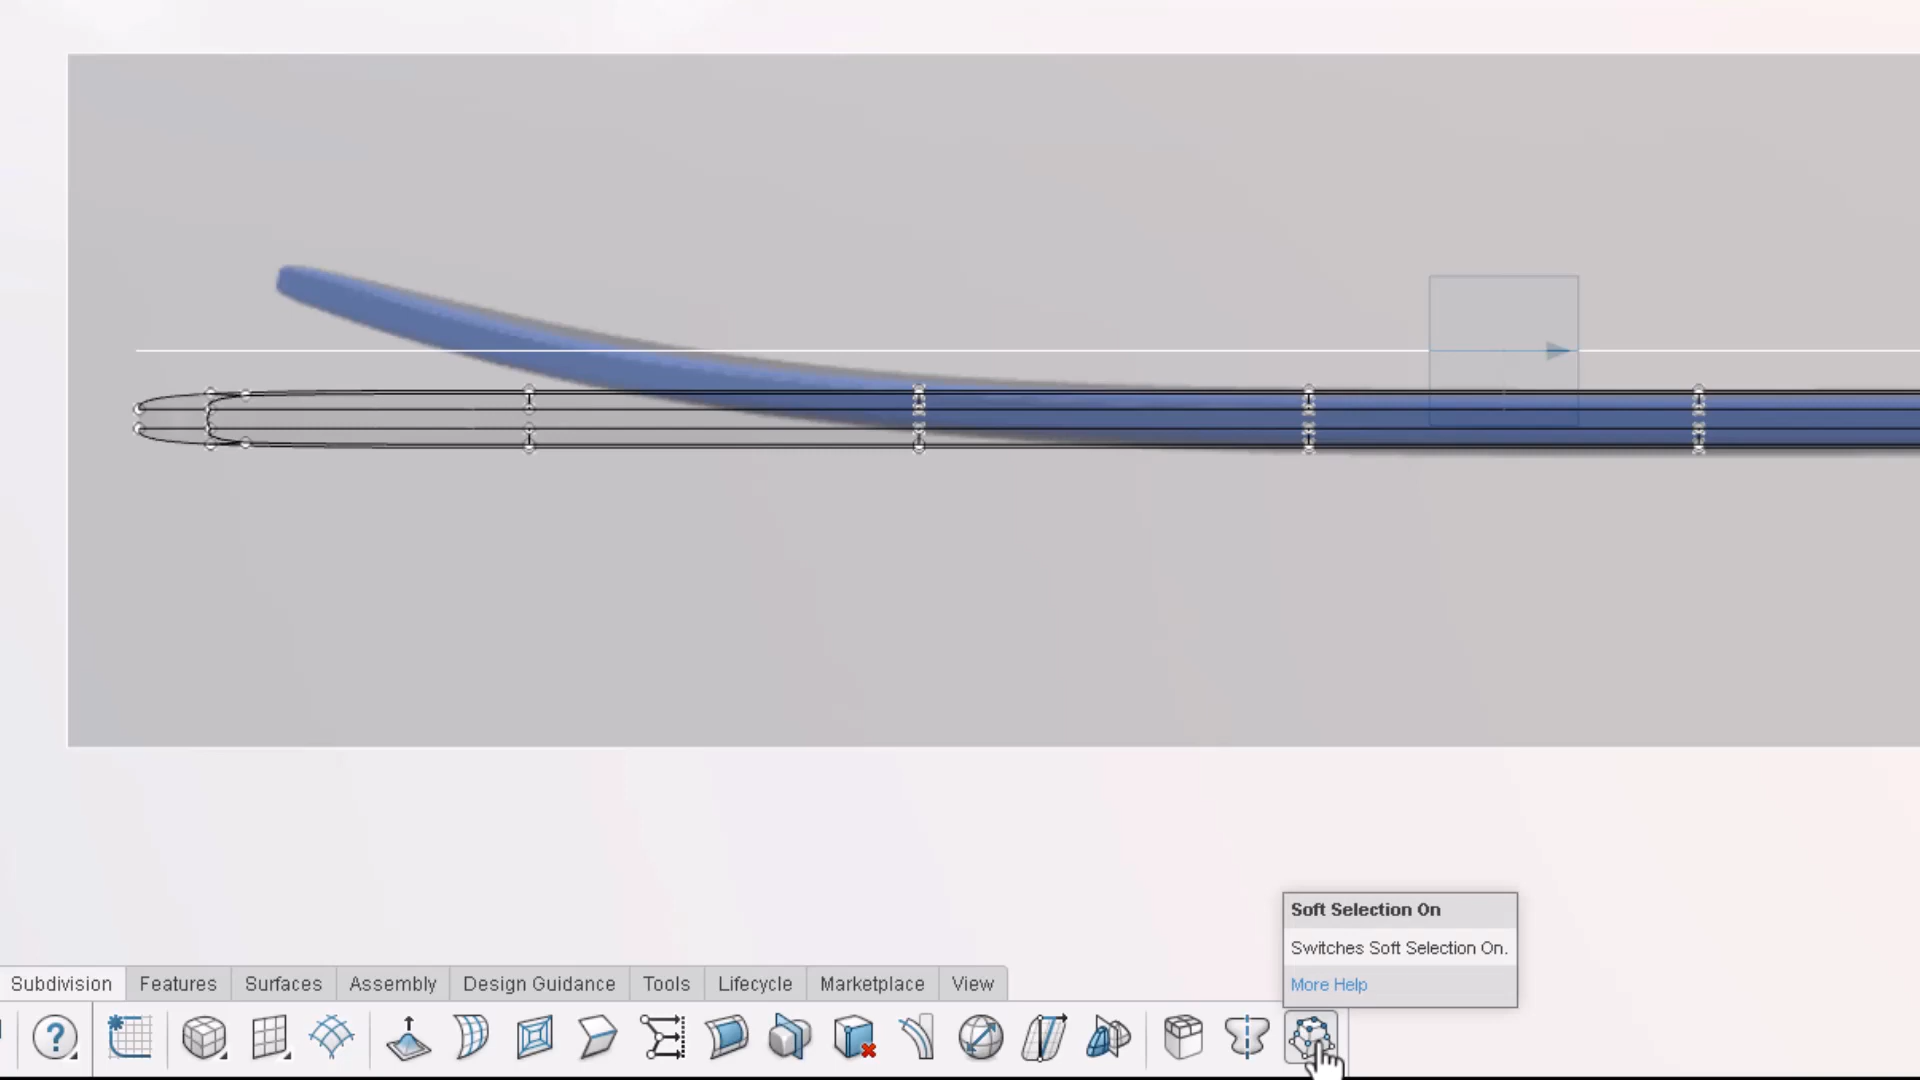 Soft Selection On
Switches Soft Selection On.
More Help
Subdivision Features Surfaces Assembly Design Guidance Tools Lifecycle Marketplace View
?